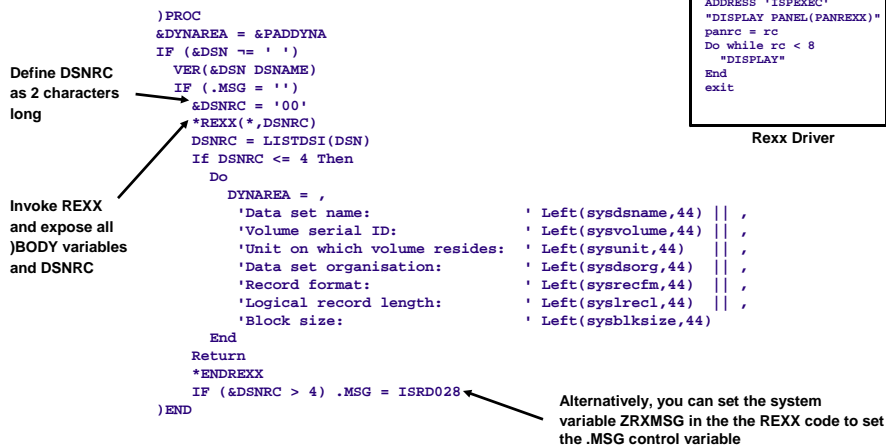 )PROC
&DYNAREA = &PADDYNA
IF (&DSN ¬= ' ')
VER(&DSN DSNAME)
IF (.MSG = '')
&DSNRC = '00'
*REXX(*,DSNRC)
DSNRC = LISTDSI(DSN)
If DSNRC <= 4 Then
Do
DYNAREA = ,
'Data set name: ' Left(sysdsname,44) || ,
'Volume serial ID: ' Left(sysvolume,44) || ,
'Unit on which volume resides: ' Left(sysunit,44) || ,
'Data set organisation: ' Left(sysdsorg,44) || ,
'Record format: ' Left(sysrecfm,44) || ,
'Logical record length: ' Left(syslrecl,44) || ,
'Block size: ' Left(sysblksize,44)
End
Return
*ENDREXX
IF (&DSNRC > 4) .MSG = ISRD028
)END
Define DSNRC
as 2 characters
long
Invoke REXX
and expose all
)BODY variables
and DSNRC
ADDRESS 'ISPEXEC'
"DISPLAY PANEL(PANREXX)"
panrc = rc
Do while rc < 8
"DISPLAY"
End
exit
Rexx Driver
Alternatively, you can set the system
variable ZRXMSG in the the REXX code to set
the .MSG control variable